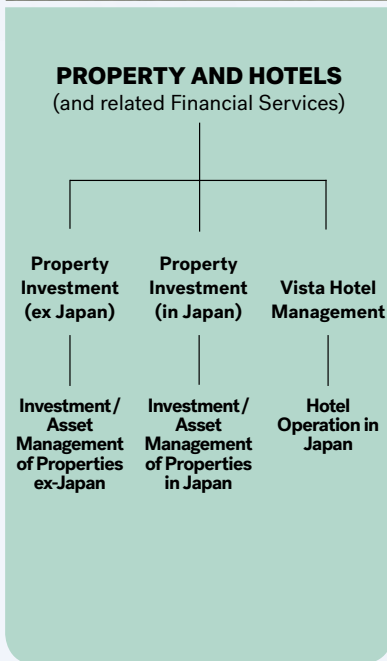 PROPERTY AND HOTELS
(and related Financial Services)
Property
Investment
(ex Japan)
Property
Investment
(in Japan)
Vista Hotel
Management
Investment/
Asset
Management
of Properties
ex-Japan
Investment/
Asset
Management
of Properties
in Japan
Hotel
Operation in
Japan